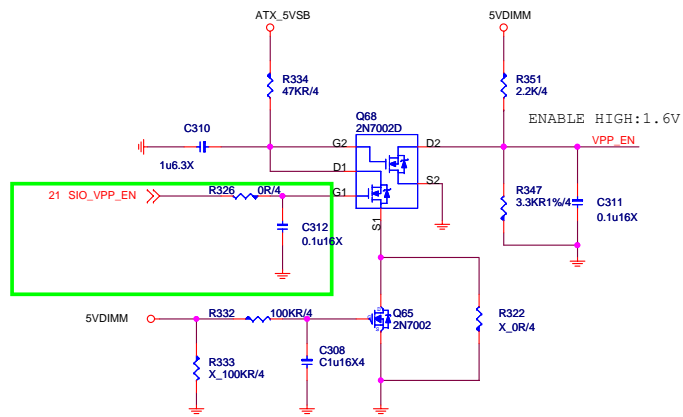 ATX_5VSB
5VDIMM
R334
47KR/4
R351
2.2K/4
Q68
2N7002D
ENABLE HIGH:1.6V
C310
1u6.3X
G2
D2
VPP_EN
D1
S2
21 SIO_VPP_EN
R326
0R/4
G1
R347
3.3KR1%/4
C311
0.1u16X
C312
0.1u16X
S1
5VDIMM
R332
100KR/4
Q65
2N7002
R322
X_0R/4
R333
X_100KR/4
C308
C1u16X4